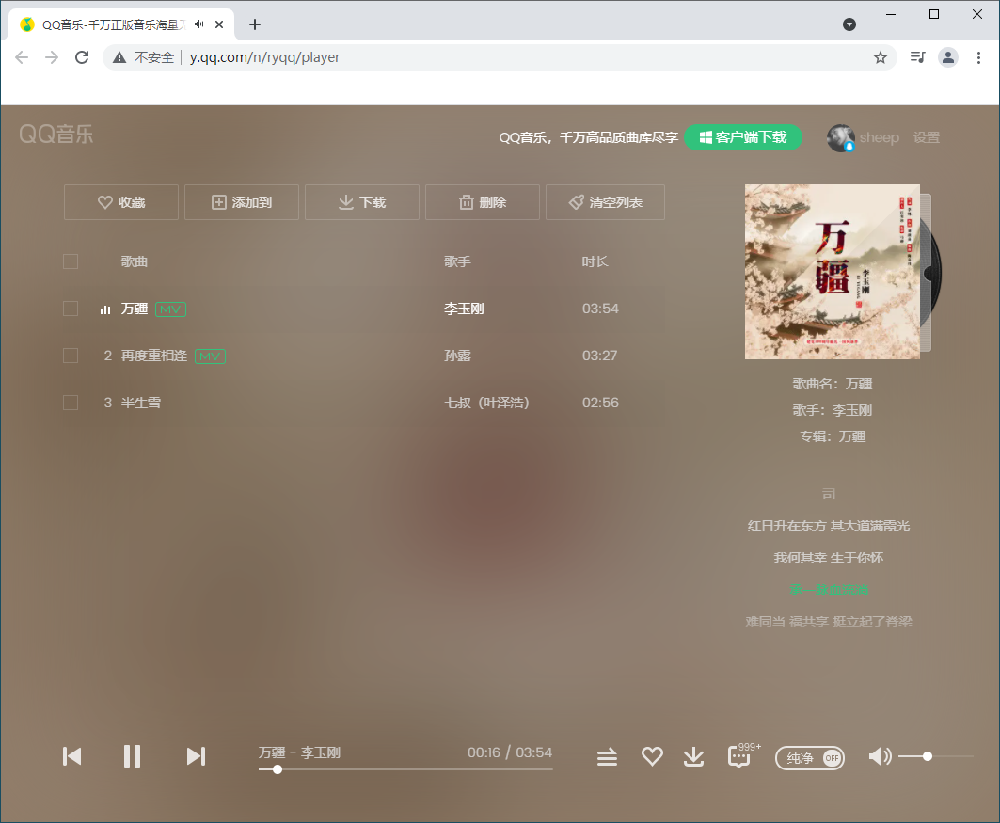 QQ音乐-千万正版音乐海量无
不安全 y.qq.com/n/ryqq/player
QQ音乐
QQ音乐，千万高品质曲库尽享 客户端下载 sheep 设置
收藏 添加到 下载 删除 清空列表
歌曲 歌手 时长
万疆 MV 李玉刚 03:54
2 再度重相逢 MV 孙露 03:27
3 半生雪 七叔（叶泽浩） 02:56
万疆
李玉刚
歌曲名：万疆
歌手：李玉刚
专辑：万疆
司
红日升在东方 其大道满霞光
我何其幸 生于你怀
承一脉血流淌
难同当 福共享 挺立起了脊梁
万疆 - 李玉刚 00:16 / 03:54
999+
纯净 OFF